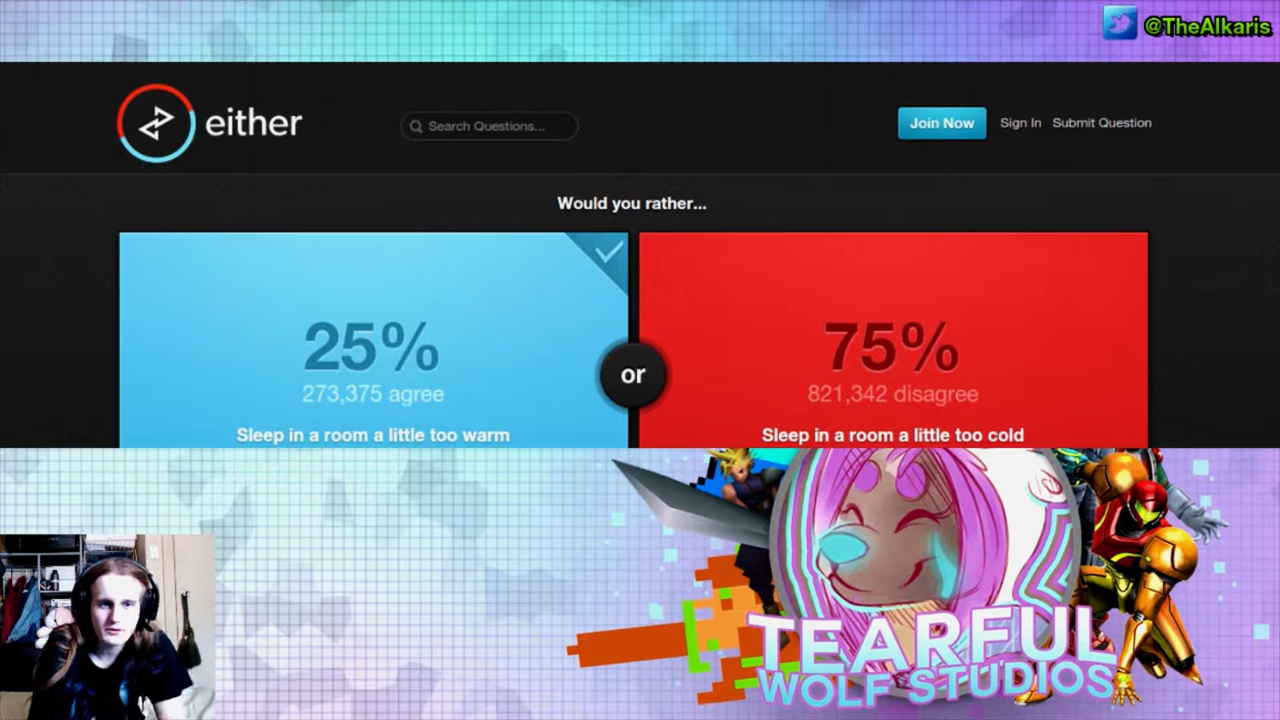 @TheAlkaris
either
Search Questions...
Join Now
Sign In
Submit Question
Would you rather...
25%
273,375 agree
Sleep in a room a little too warm
or
75%
821,342 disagree
Sleep in a room a little too cold
TEARFUL
WOLF STUDIOS